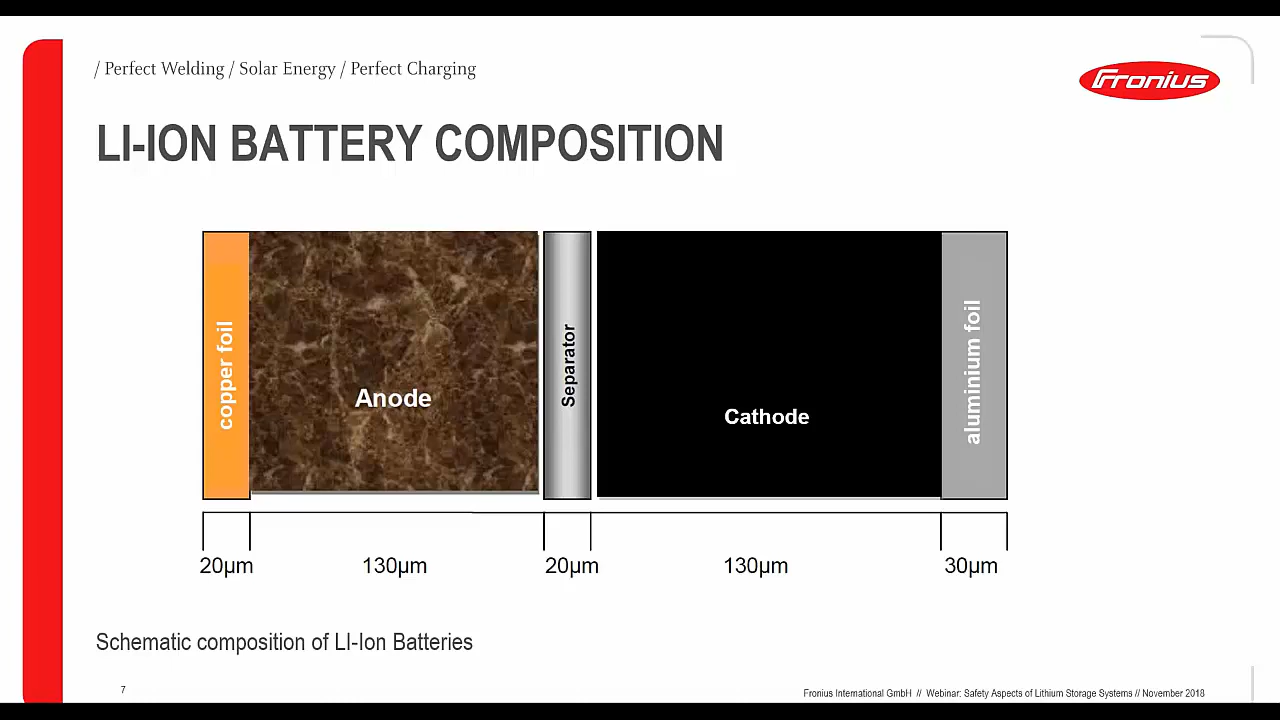 / Perfect Welding / Solar Energy / Perfect Charging
Fronius
LI-ION BATTERY COMPOSITION
copper foil
Anode
Separator
Cathode
aluminium foil
20µm 130µm 20µm 130µm 30µm
Schematic composition of LI-Ion Batteries
7
Fronius International GmbH // Webinar: Safety Aspects of Lithium Storage Systems // November 2018